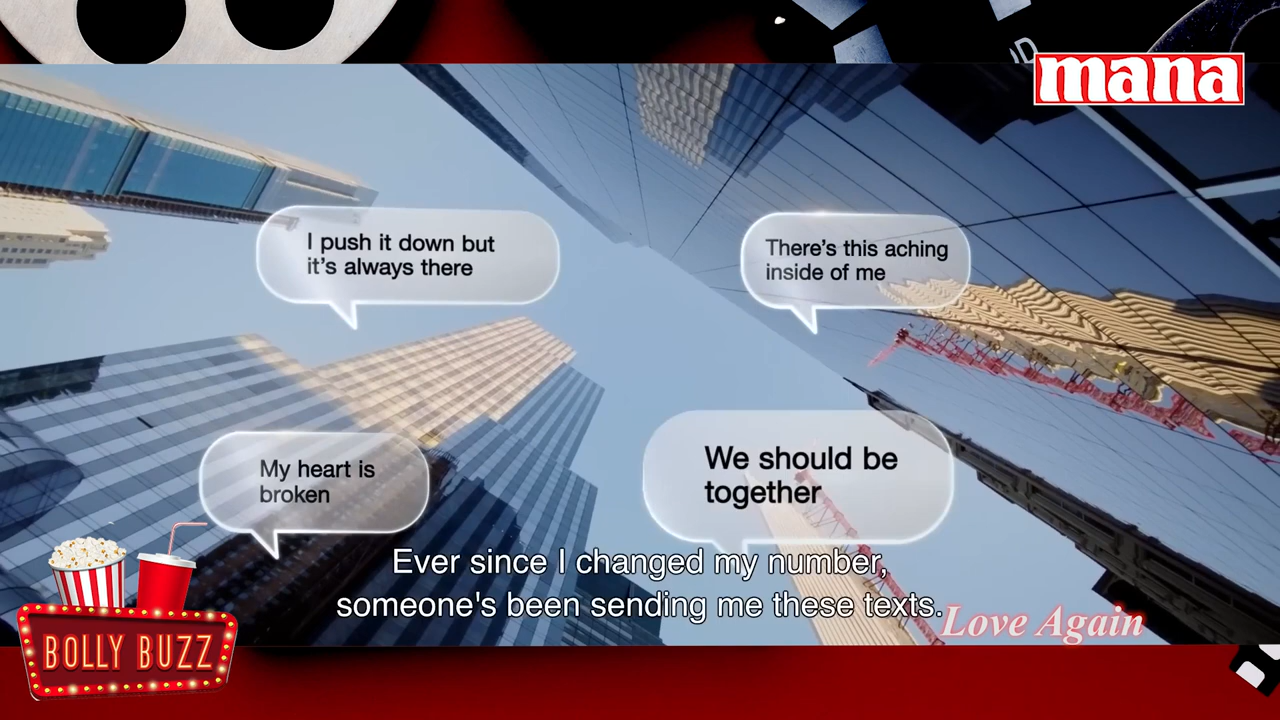 mana
I push it down but
it's always there
There's this aching
inside of me
My heart is
broken
We should be
together
Ever since I changed my number,
someone's been sending me these texts.
Love Again
BOLLY BUZZ